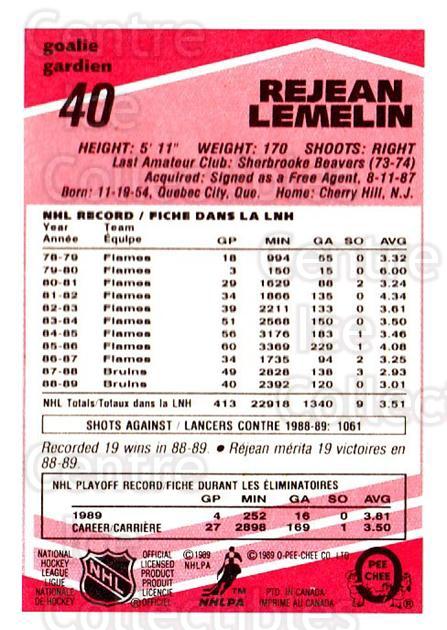 goalie
gardien
40
REJEAN
LEMELIN
HEIGHT: 5' 11" WEIGHT: 170 SHOOTS: RIGHT
Last Amateur Club: Sherbrooke Beavers (73-74)
Acquired: Signed as a Free Agent, 8-11-87
Born: 11-19-54, Quebec City, Que. Home: Cherry Hill, N.J.
NHL RECORD / FICHE DANS LA LNH
Year Team
Année Équipe GP MIN GA SO AVG
78-79 Flames 18 994 55 0 3.32
79-80 Flames 3 150 15 0 6.00
80-81 Flames 29 1629 88 2 3.24
81-82 Flames 34 1866 135 0 4.34
82-83 Flames 39 2211 133 0 3.61
83-84 Flames 51 2568 150 0 3.50
84-85 Flames 56 3176 183 1 3.46
85-86 Flames 60 3369 229 1 4.08
86-87 Flames 34 1735 94 2 3.25
87-88 Bruins 49 2828 138 3 2.93
88-89 Bruins 40 2392 120 0 3.01
NHL Totals/Totaux dans la LNH 413 22918 1340 9 3.51
SHOTS AGAINST / LANCERS CONTRE 1988-89: 1061
Recorded 19 wins in 88-89. • Réjean mérita 19 victoires en
88-89.
NHL PLAYOFF RECORD/FICHE DURANT LES ÉLIMINATOIRES
GP MIN GA SO AVG
1989 4 252 16 0 3.81
CAREER/CARRIÈRE 27 2898 169 1 3.50
NATIONAL
HOCKEY
LEAGUE
LIGUE
NATIONALE
DE HOCKEY
NHL
OFFICIAL
LICENSED
PRODUCT
PRODUIT
OFFICIEL
©1989
NHLPA
™
NHLPA
©1989 O-PEE-CHEE CO LTD
PTD. IN CANADA
IMPRIMÉ AU CANADA
O
PEE
CHEE
®
Centre
Ice
Collectibles